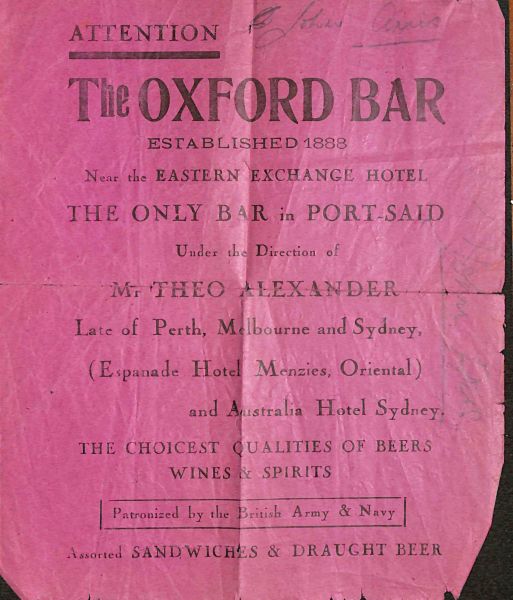 ATTENTION
The OXFORD BAR
ESTABLISHED 1888
Near the EASTERN EXCHANGE HOTEL
THE ONLY BAR in PORT-SAID
Under the Direction of
Mr THEO ALEXANDER
Late of Perth, Melbourne and Sydney,
(Espanade Hotel Menzies, Oriental)
and Australia Hotel Sydney.
THE CHOICEST QUALITIES OF BEERS
WINES & SPIRITS
Patronized by the British Army & Navy
Assorted SANDWICHES & DRAUGHT BEER